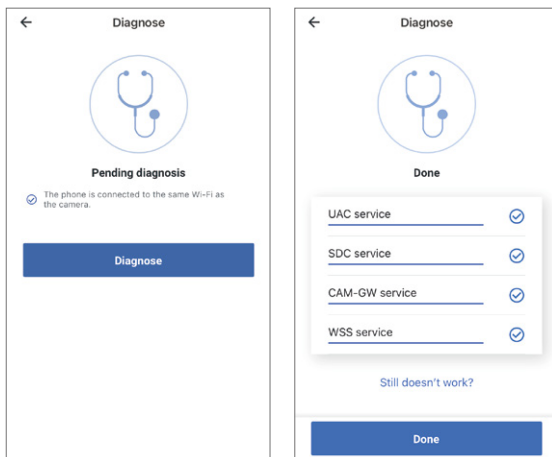 Diagnose
Pending diagnosis
The phone is connected to the same Wi-Fi as
the camera.
Diagnose
Diagnose
Done
UAC service
SDC service
CAM-GW service
WSS service
Still doesn't work?
Done